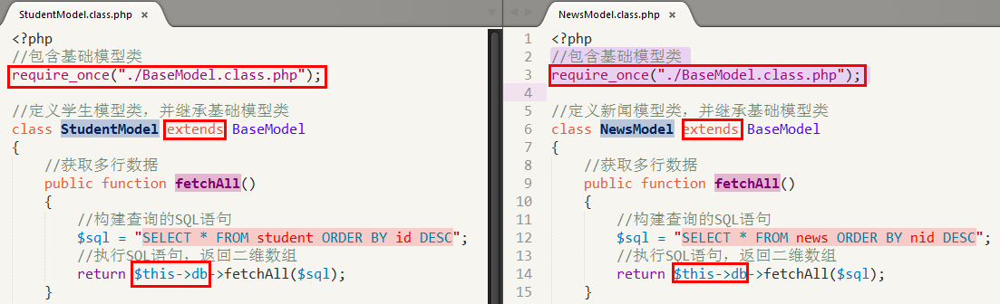 StudentModel.class.php ×
<?php
//包含基础模型类
require_once("./BaseModel.class.php");
//定义学生模型类，并继承基础模型类
class StudentModel extends BaseModel
{
//获取多行数据
public function fetchAll()
{
//构建查询的SQL语句
$sql = "SELECT * FROM student ORDER BY id DESC";
//执行SQL语句，返回二维数组
return $this->db->fetchAll($sql);
}
NewsModel.class.php ×
1 <?php
2 //包含基础模型类
3 require_once("./BaseModel.class.php");
4
5 //定义新闻模型类，并继承基础模型类
6 class NewsModel extends BaseModel
7 {
8 //获取多行数据
9 public function fetchAll()
10 {
11 //构建查询的SQL语句
12 $sql = "SELECT * FROM news ORDER BY nid DESC";
13 //执行SQL语句，返回二维数组
14 return $this->db->fetchAll($sql);
15 }